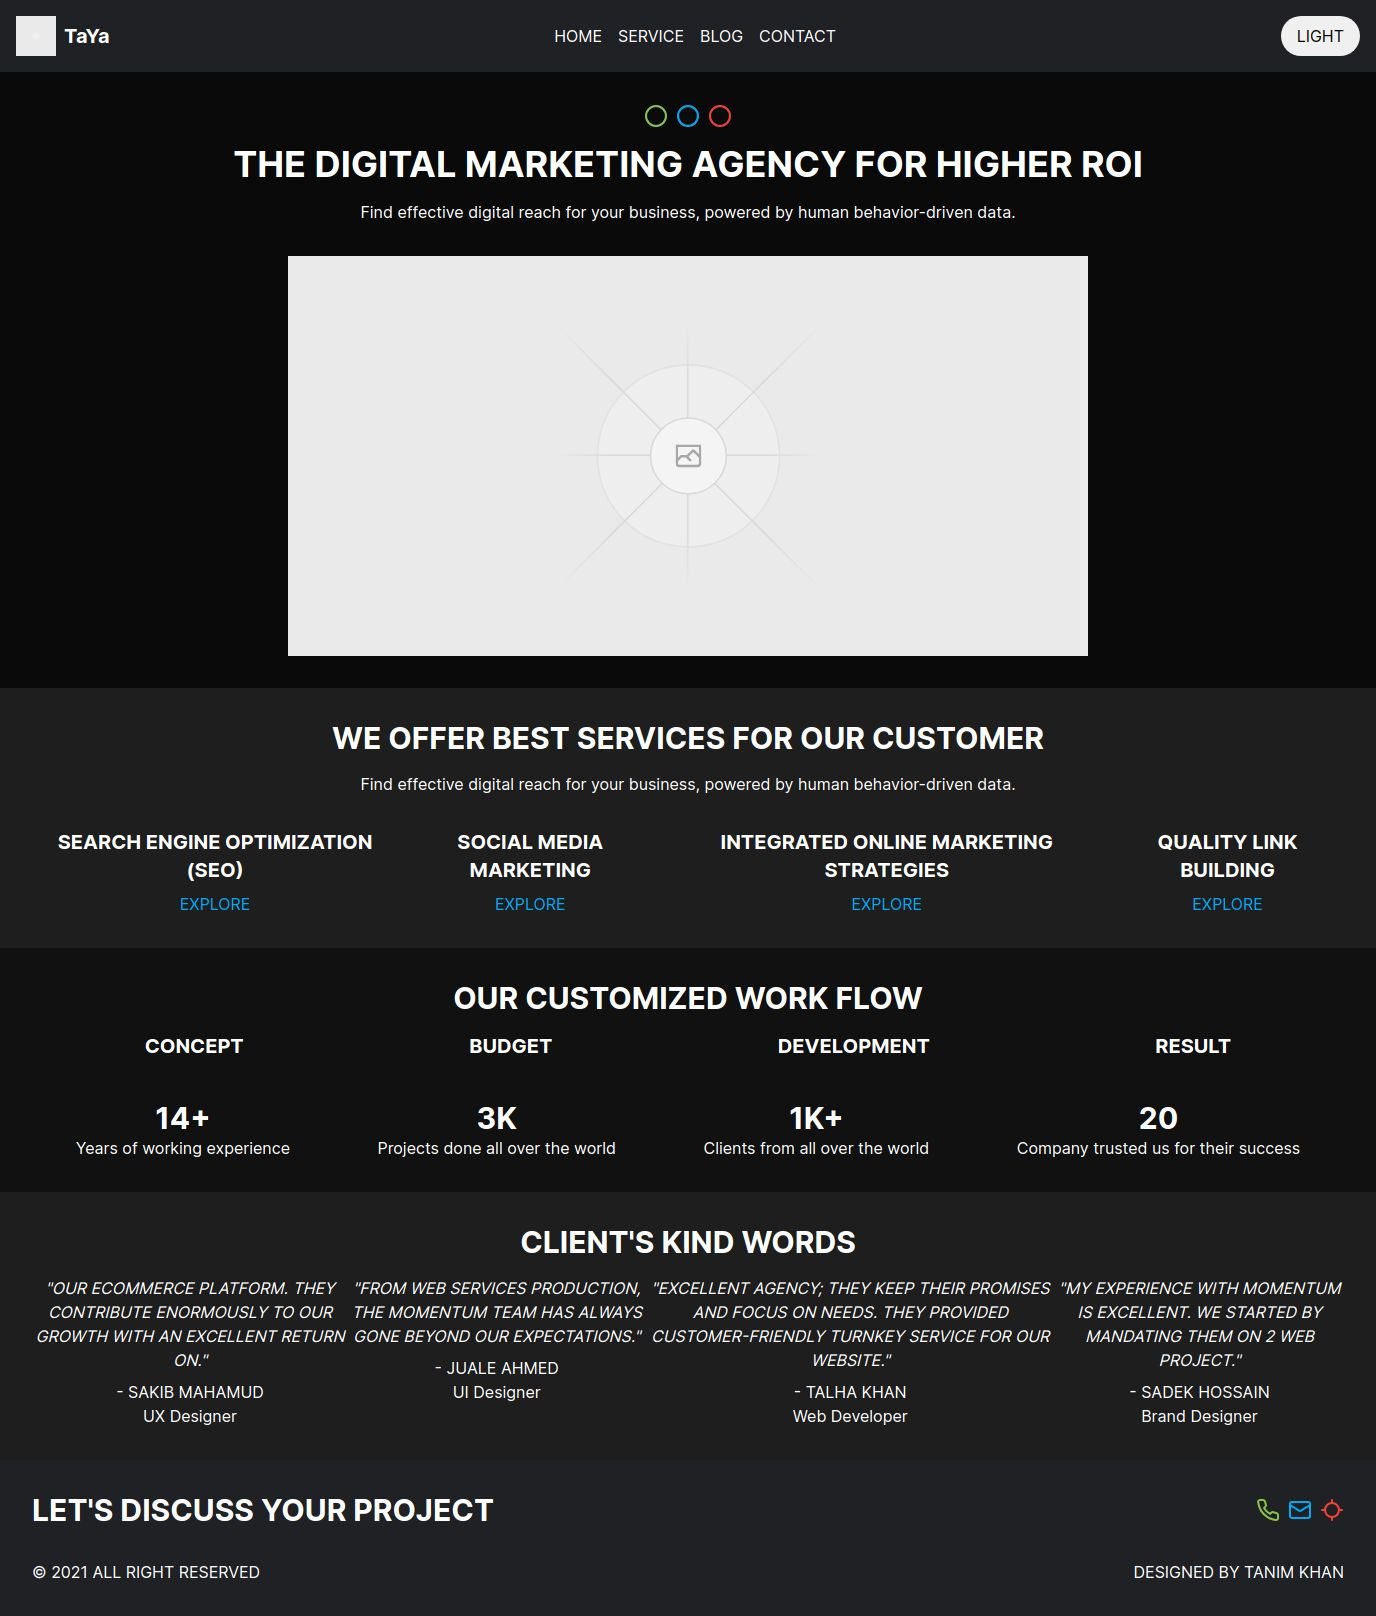 TaYa
HOME SERVICE BLOG CONTACT
LIGHT
THE DIGITAL MARKETING AGENCY FOR HIGHER ROI
Find effective digital reach for your business, powered by human behavior-driven data.
WE OFFER BEST SERVICES FOR OUR CUSTOMER
Find effective digital reach for your business, powered by human behavior-driven data.
SEARCH ENGINE OPTIMIZATION
(SEO)
EXPLORE
SOCIAL MEDIA
MARKETING
EXPLORE
INTEGRATED ONLINE MARKETING
STRATEGIES
EXPLORE
QUALITY LINK
BUILDING
EXPLORE
OUR CUSTOMIZED WORK FLOW
CONCEPT
BUDGET
DEVELOPMENT
RESULT
14+
Years of working experience
3K
Projects done all over the world
1K+
Clients from all over the world
20
Company trusted us for their success
CLIENT'S KIND WORDS
"OUR ECOMMERCE PLATFORM. THEY
CONTRIBUTE ENORMOUSLY TO OUR
GROWTH WITH AN EXCELLENT RETURN
ON."
- SAKIB MAHAMUD
UX Designer
"FROM WEB SERVICES PRODUCTION,
THE MOMENTUM TEAM HAS ALWAYS
GONE BEYOND OUR EXPECTATIONS."
- JUALE AHMED
UI Designer
"EXCELLENT AGENCY; THEY KEEP THEIR PROMISES
AND FOCUS ON NEEDS. THEY PROVIDED
CUSTOMER-FRIENDLY TURNKEY SERVICE FOR OUR
WEBSITE."
- TALHA KHAN
Web Developer
"MY EXPERIENCE WITH MOMENTUM
IS EXCELLENT. WE STARTED BY
MANDATING THEM ON 2 WEB
PROJECT."
- SADEK HOSSAIN
Brand Designer
LET'S DISCUSS YOUR PROJECT
© 2021 ALL RIGHT RESERVED
DESIGNED BY TANIM KHAN